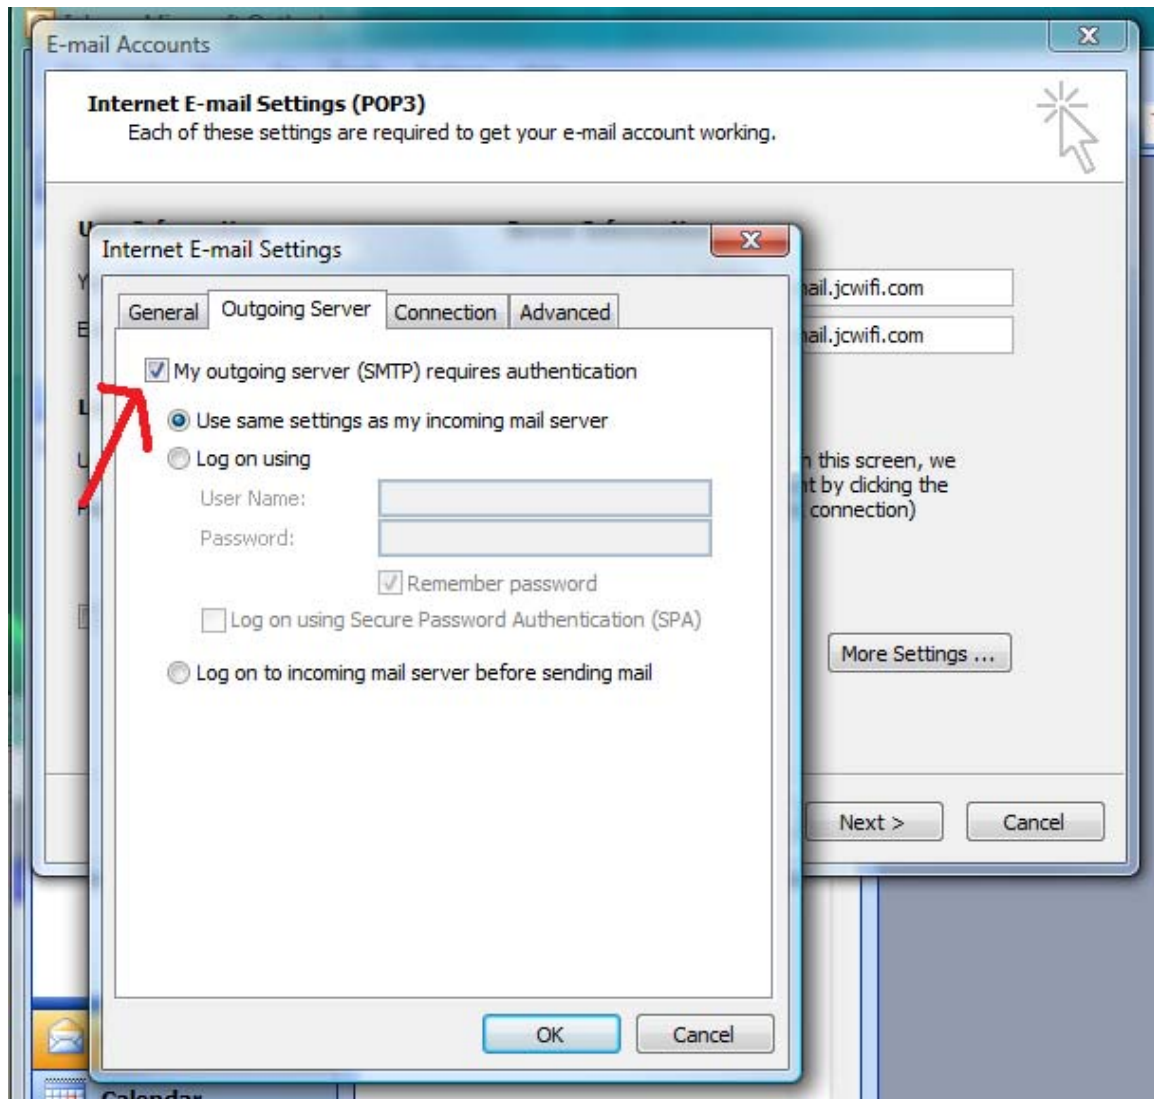 E-mail Accounts
Internet E-mail Settings (POP3)
Each of these settings are required to get your e-mail account working.
Internet E-mail Settings
General Outgoing Server Connection Advanced
ail.jcwifi.com
ail.jcwifi.com
My outgoing server (SMTP) requires authentication
Use same settings as my incoming mail server
Log on using
User Name:
Password:
Remember password
Log on using Secure Password Authentication (SPA)
Log on to incoming mail server before sending mail
this screen, we
by clicking the
connection)
More Settings ...
Next > Cancel
OK Cancel
Calendar